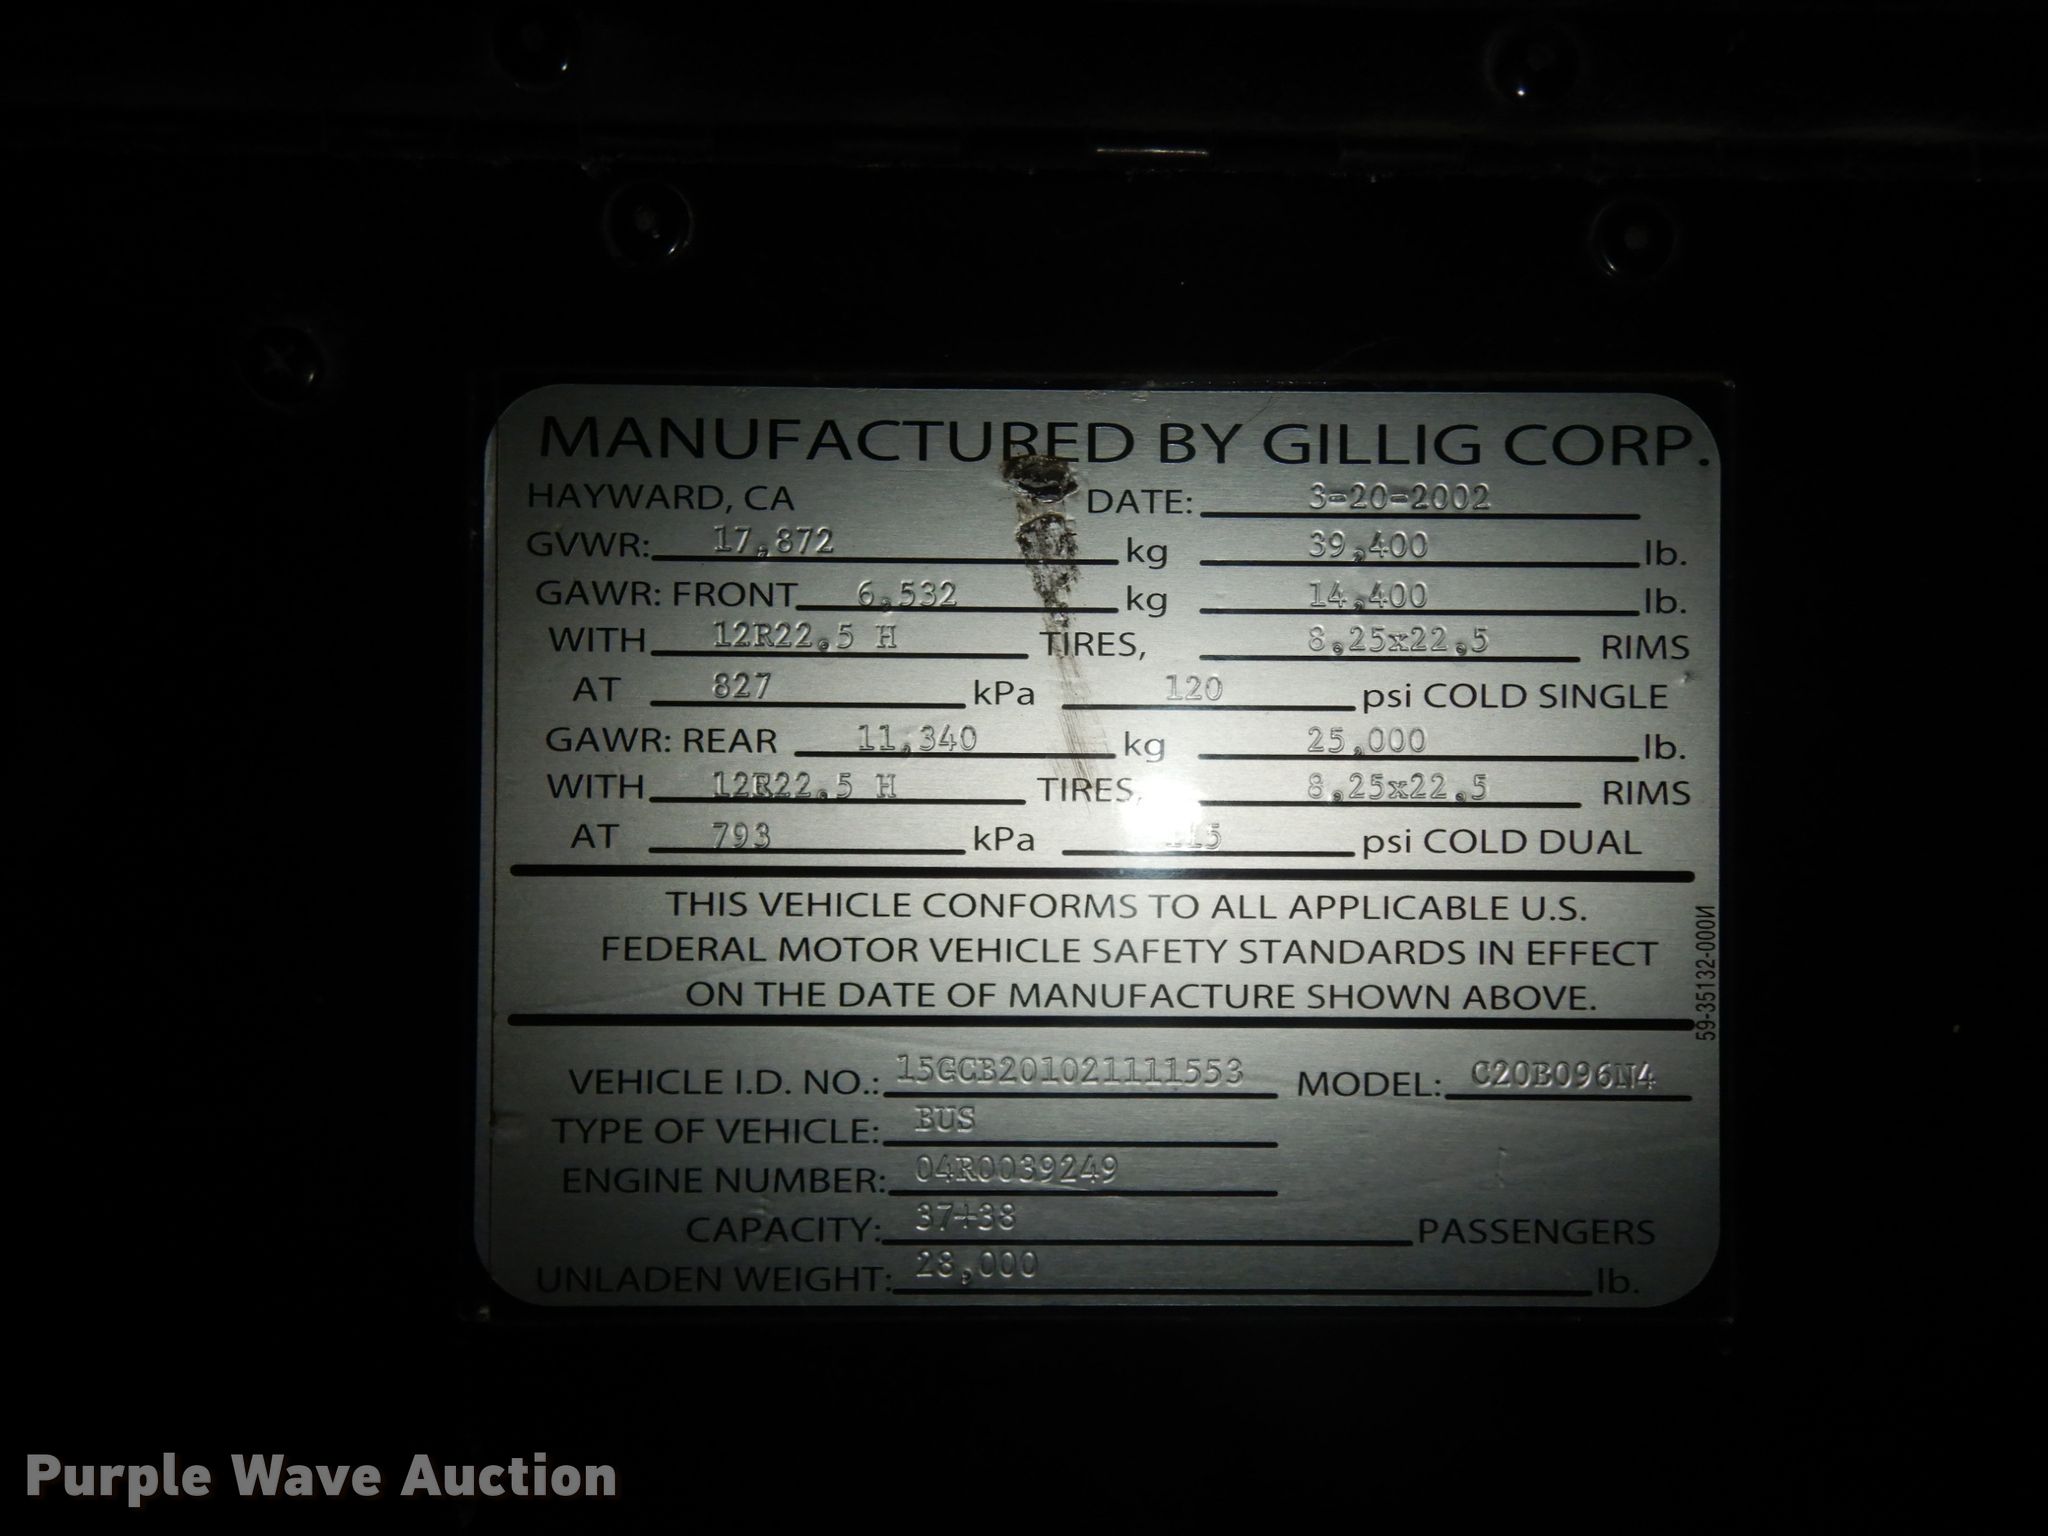 MANUFACTURED BY GILLIG CORP.
HAYWARD, CA DATE: 3-20-2002
GVWR: 17,872 kg 39,400 lb.
GAWR: FRONT 6,532 kg 14,400 lb.
WITH 12R22.5 H TIRES, 8.25x22.5 RIMS
AT 827 kPa 120 psi COLD SINGLE
GAWR: REAR 11,340 kg 25,000 lb.
WITH 12R22.5 H TIRES, 8.25x22.5 RIMS
AT 793 kPa 115 psi COLD DUAL
THIS VEHICLE CONFORMS TO ALL APPLICABLE U.S.
FEDERAL MOTOR VEHICLE SAFETY STANDARDS IN EFFECT
ON THE DATE OF MANUFACTURE SHOWN ABOVE.
59-35132-000N
VEHICLE I.D. NO.: 15GCB201021111553 MODEL: C20B096N4
TYPE OF VEHICLE: BUS
ENGINE NUMBER: 04R0039249
CAPACITY: 37+38 PASSENGERS
UNLADEN WEIGHT: 28,000 lb.
Purple Wave Auction